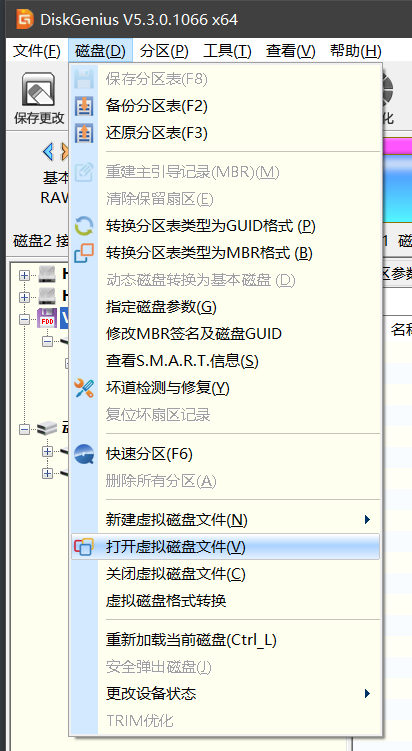 DiskGenius V5.3.0.1066 x64
文件(F) 磁盘(D) 分区(P) 工具(T) 查看(V) 帮助(H)
保存更改
基本
RAW
磁盘2 接
保存分区表(F8)
备份分区表(F2)
还原分区表(F3)
重建主引导记录(MBR)(M)
清除保留扇区(E)
转换分区表类型为GUID格式 (P)
转换分区表类型为MBR格式 (B)
动态磁盘转换为基本磁盘 (D)
指定磁盘参数(G)
修改MBR签名及磁盘GUID
查看S.M.A.R.T.信息(S)
坏道检测与修复(Y)
复位坏扇区记录
快速分区(F6)
删除所有分区(A)
新建虚拟磁盘文件(N)
打开虚拟磁盘文件(V)
关闭虚拟磁盘文件(C)
虚拟磁盘格式转换
重新加载当前磁盘(Ctrl_L)
安全弹出磁盘(J)
更改设备状态
TRIM优化
化
1 磁
区参数
名称
FDD